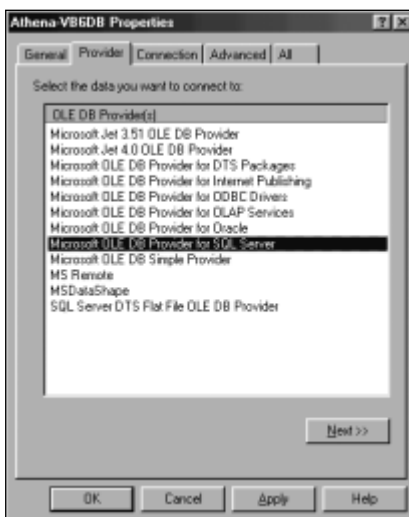 Athena-VB6DB Properties
General Provider Connection Advanced All
Select the data you want to connect to:
OLE DB Provider(s)
Microsoft Jet 3.51 OLE DB Provider
Microsoft Jet 4.0 OLE DB Provider
Microsoft OLE DB Provider for DTS Packages
Microsoft OLE DB Provider for Internet Publishing
Microsoft OLE DB Provider for ODBC Drivers
Microsoft OLE DB Provider for OLAP Services
Microsoft OLE DB Provider for Oracle
Microsoft OLE DB Provider for SQL Server
Microsoft OLE DB Simple Provider
MS Remote
MSDataShape
SQL Server DTS Flat File OLE DB Provider
Next >>
OK Cancel Apply Help